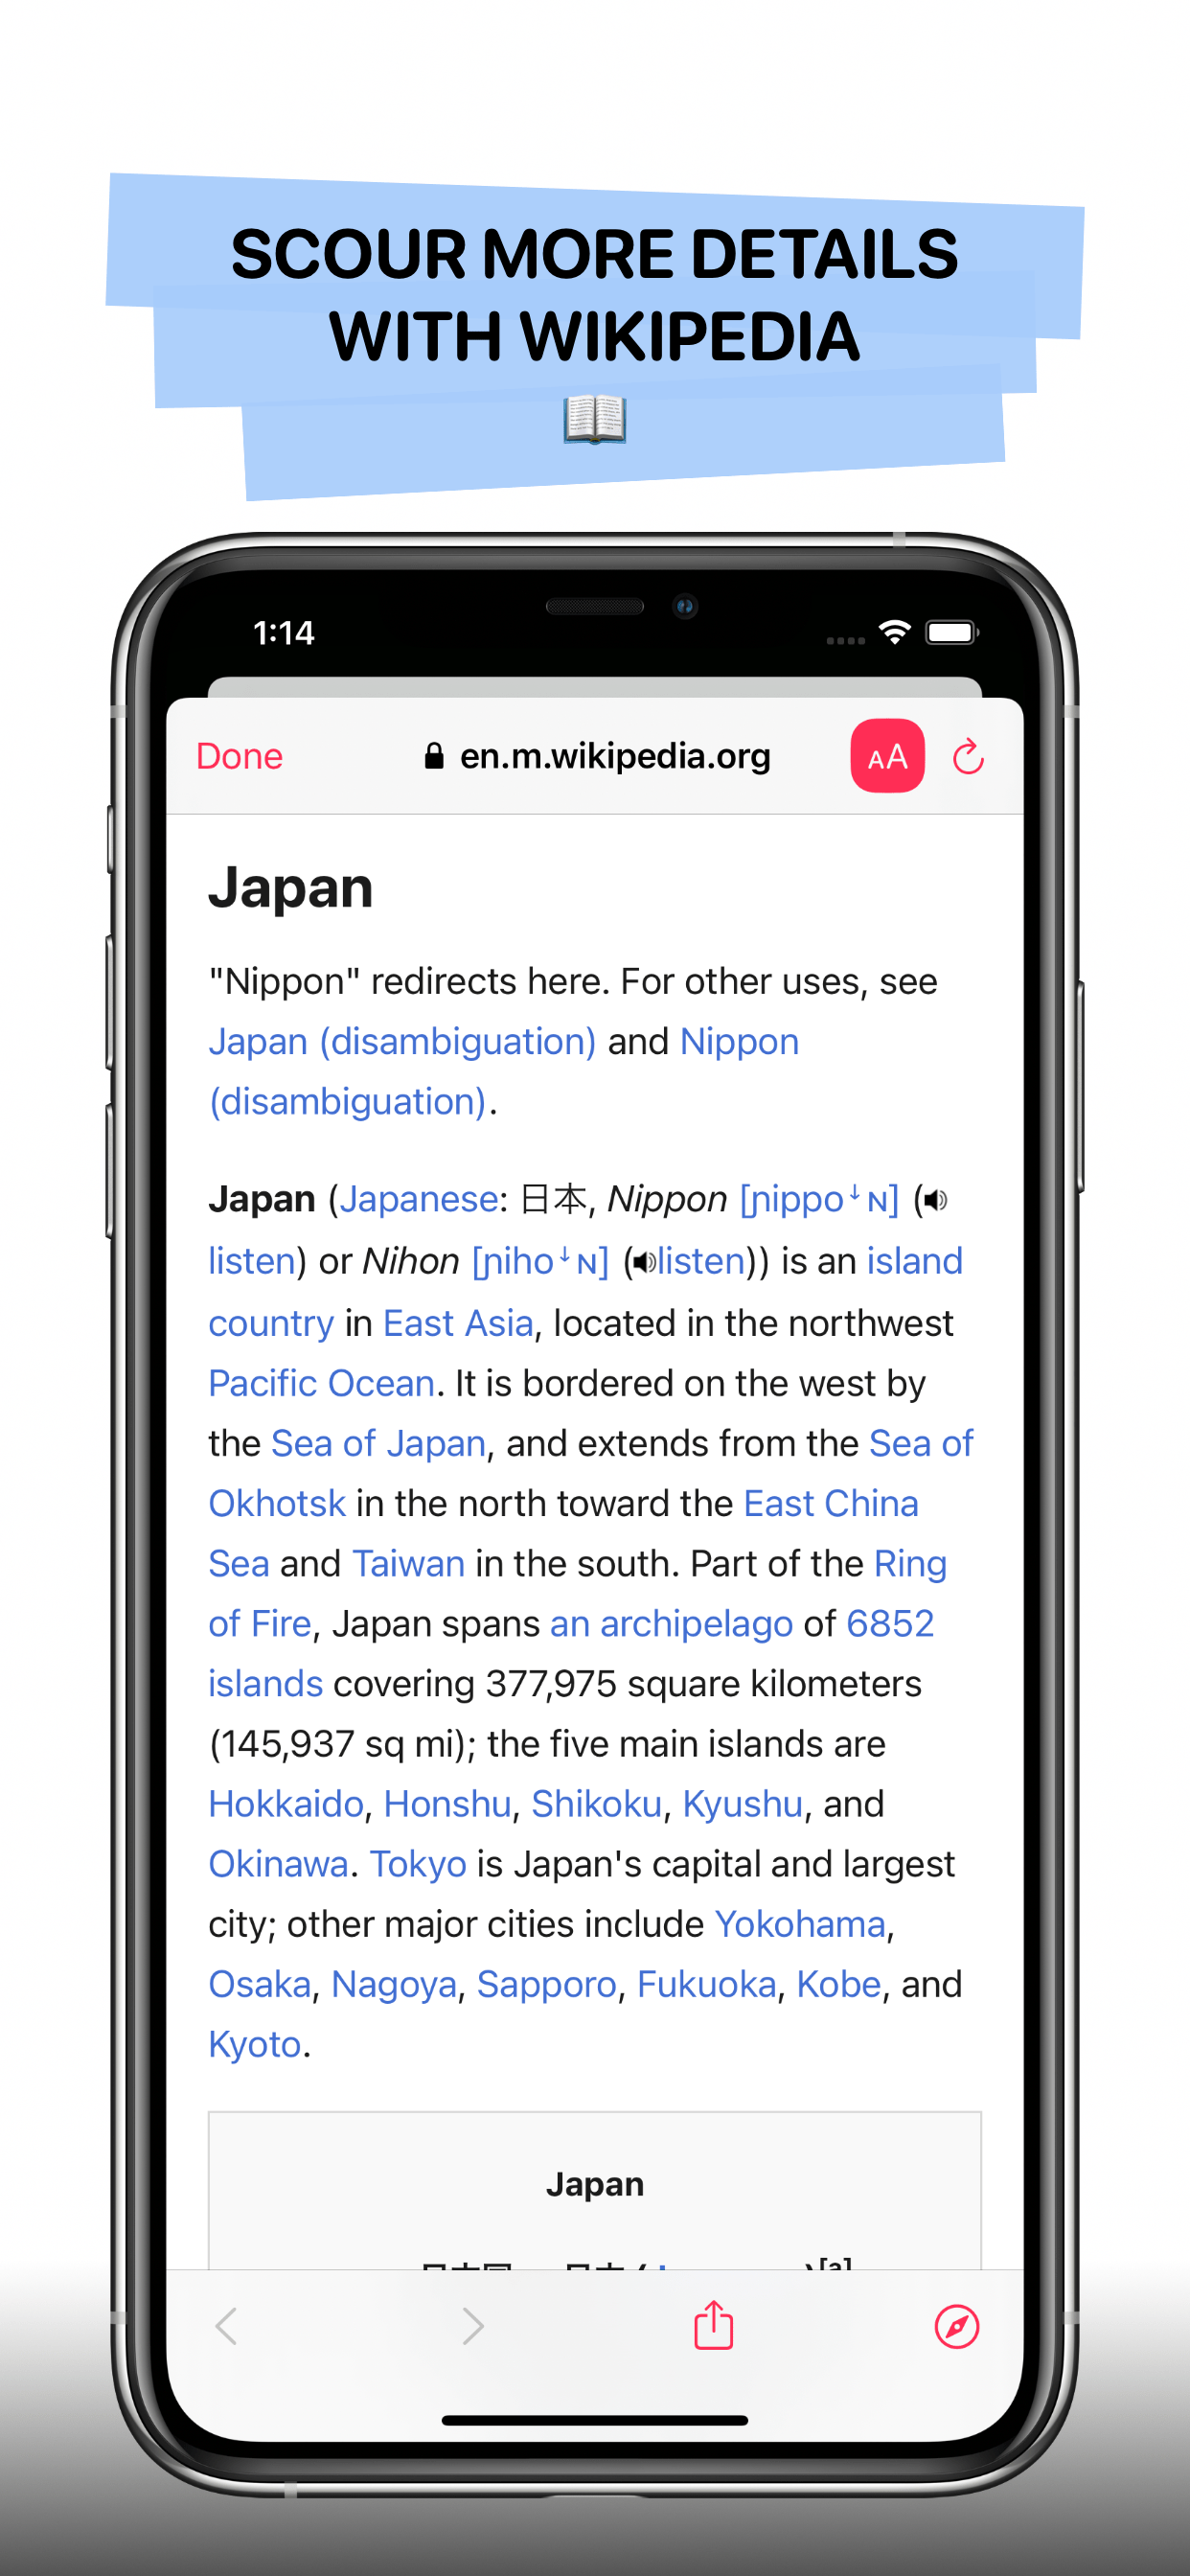 SCOUR MORE DETAILS
WITH WIKIPEDIA
1:14
Done
en.m.wikipedia.org
AA
Japan
"Nippon" redirects here. For other uses, see
Japan (disambiguation) and Nippon
(disambiguation).
Japan (Japanese: 日本, Nippon [ɲippoꜜɴ] (
listen) or Nihon [ɲihoꜜɴ] (listen)) is an island
country in East Asia, located in the northwest
Pacific Ocean. It is bordered on the west by
the Sea of Japan, and extends from the Sea of
Okhotsk in the north toward the East China
Sea and Taiwan in the south. Part of the Ring
of Fire, Japan spans an archipelago of 6852
islands covering 377,975 square kilometers
(145,937 sq mi); the five main islands are
Hokkaido, Honshu, Shikoku, Kyushu, and
Okinawa. Tokyo is Japan's capital and largest
city; other major cities include Yokohama,
Osaka, Nagoya, Sapporo, Fukuoka, Kobe, and
Kyoto.
Japan